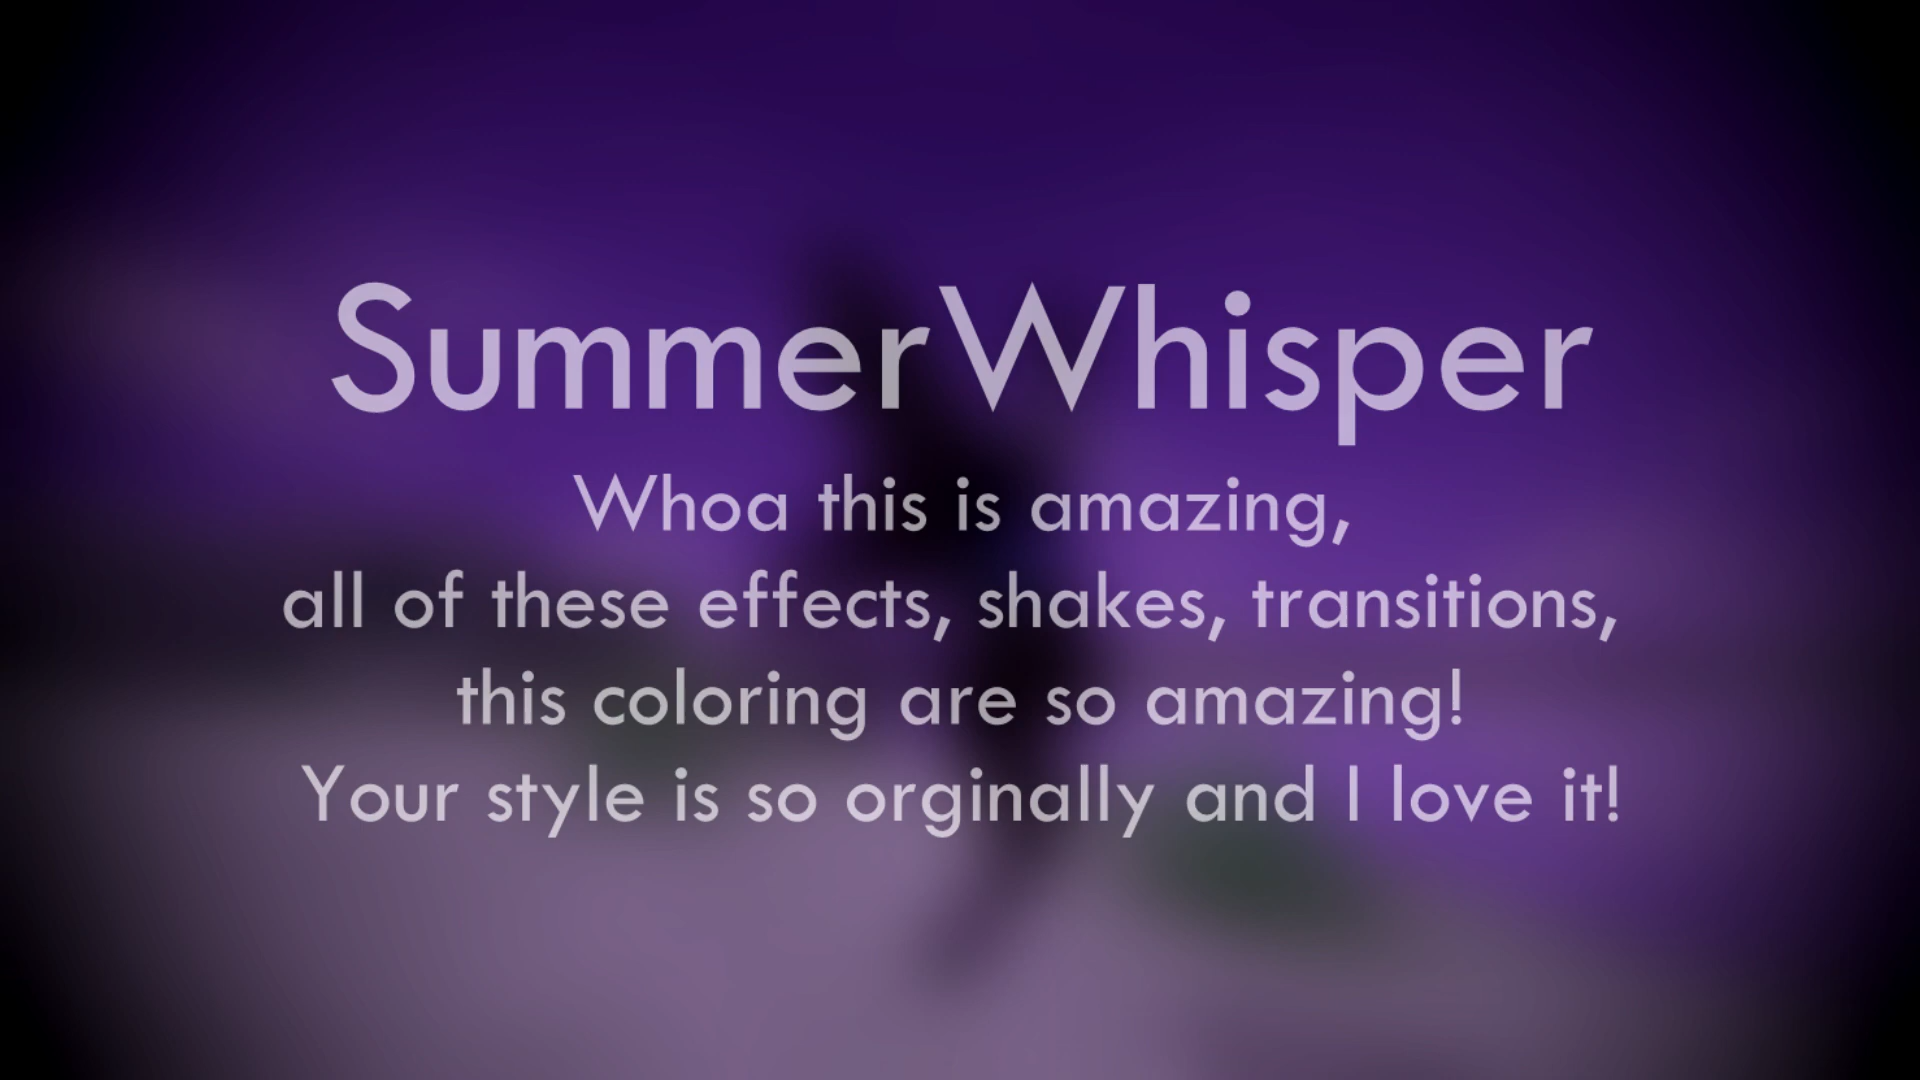 SummerWhisper
Whoa this is amazing,
all of these effects, shakes, transitions,
this coloring are so amazing!
Your style is so orginally and I love it!